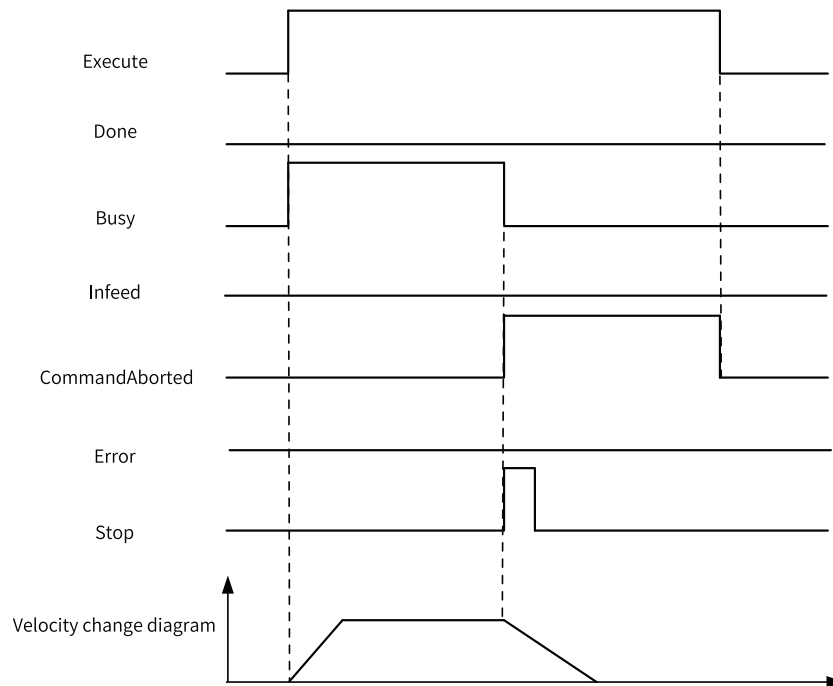 Execute
Done
Busy
Infeed
CommandAborted
Error
Stop
Velocity change diagram